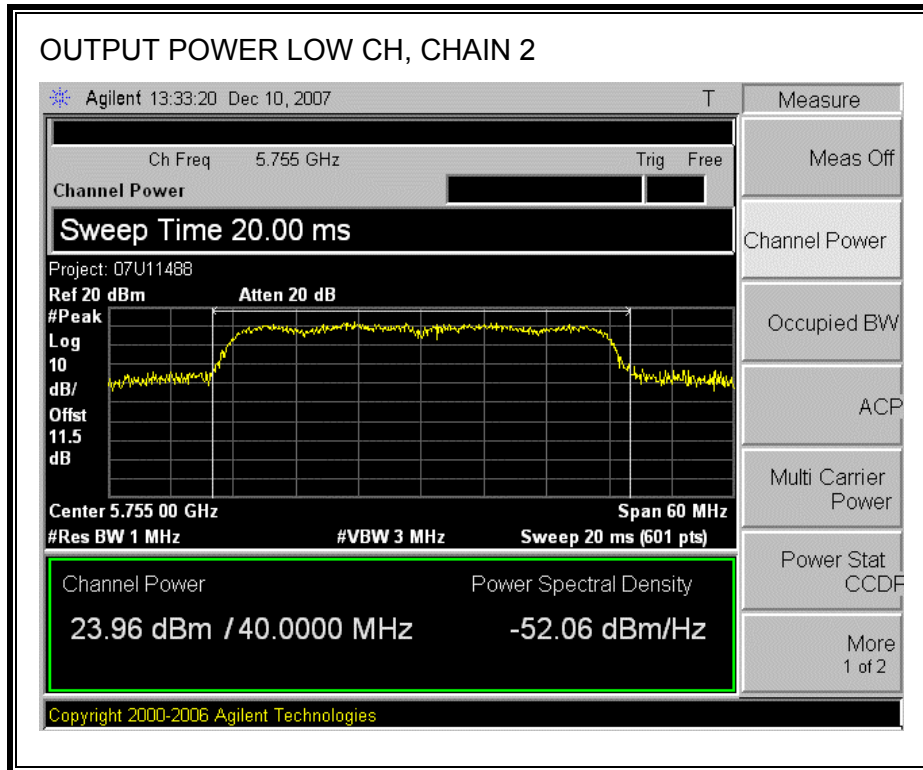 OUTPUT POWER LOW CH, CHAIN 2
Agilent 13:33:20 Dec 10, 2007 T
Measure
Ch Freq 5.755 GHz Trig Free
Channel Power
Sweep Time 20.00 ms
Project: 07U11488
Ref 20 dBm Atten 20 dB
#Peak
Log
10
dB/
Offst
11.5
dB
Center 5.755 00 GHz Span 60 MHz
#Res BW 1 MHz #VBW 3 MHz Sweep 20 ms (601 pts)
Channel Power Power Spectral Density
23.96 dBm / 40.0000 MHz -52.06 dBm/Hz
Copyright 2000-2006 Agilent Technologies
Meas Off
Channel Power
Occupied BW
ACP
Multi Carrier
Power
Power Stat
CCDF
More
1 of 2